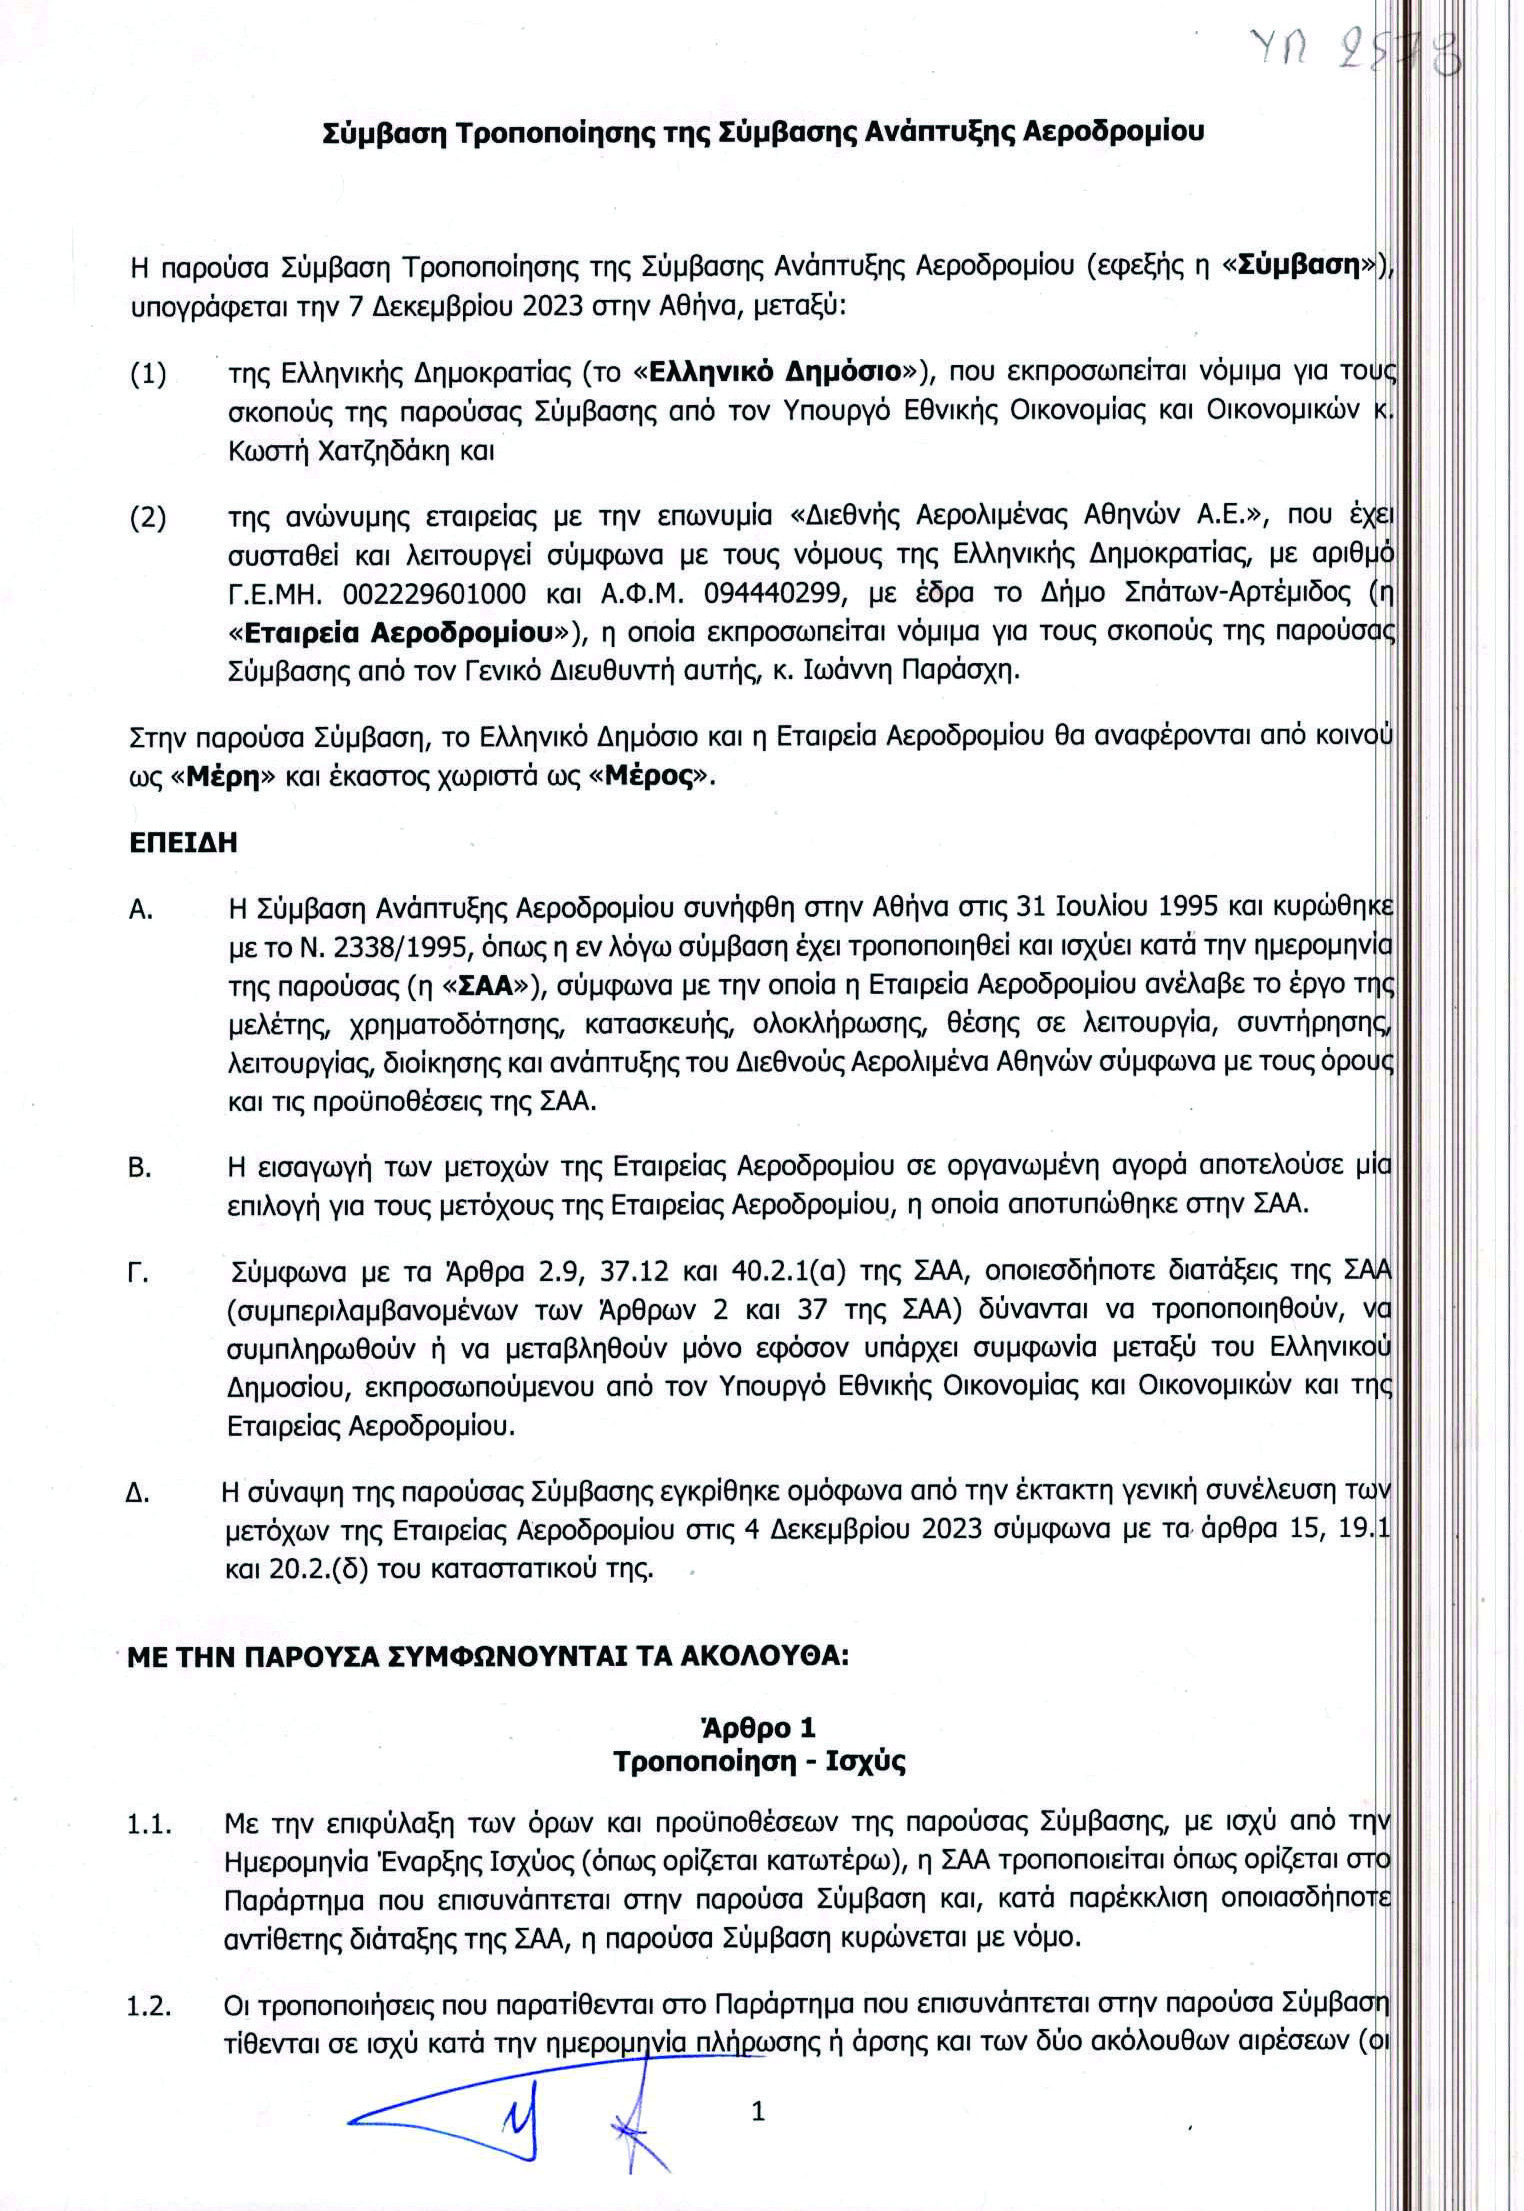 ΥΠ 2578
Σύμβαση Τροποποίησης της Σύμβασης Ανάπτυξης Αεροδρομίου
Η παρούσα Σύμβαση Τροποποίησης της Σύμβασης Ανάπτυξης Αεροδρομίου (εφεξής η «Σύμβαση»),
υπογράφεται την 7 Δεκεμβρίου 2023 στην Αθήνα, μεταξύ:
(1) της Ελληνικής Δημοκρατίας (το «Ελληνικό Δημόσιο»), που εκπροσωπείται νόμιμα για τους
σκοπούς της παρούσας Σύμβασης από τον Υπουργό Εθνικής Οικονομίας και Οικονομικών κ.
Κωστή Χατζηδάκη και
(2) της ανώνυμης εταιρείας με την επωνυμία «Διεθνής Αερολιμένας Αθηνών Α.Ε.», που έχει
συσταθεί και λειτουργεί σύμφωνα με τους νόμους της Ελληνικής Δημοκρατίας, με αριθμό
Γ.Ε.ΜΗ. 002229601000 και Α.Φ.Μ. 094440299, με έδρα το Δήμο Σπάτων-Αρτέμιδος (η
«Εταιρεία Αεροδρομίου»), η οποία εκπροσωπείται νόμιμα για τους σκοπούς της παρούσας
Σύμβασης από τον Γενικό Διευθυντή αυτής, κ. Ιωάννη Παράσχη.
Στην παρούσα Σύμβαση, το Ελληνικό Δημόσιο και η Εταιρεία Αεροδρομίου θα αναφέρονται από κοινού
ως «Μέρη» και έκαστος χωριστά ως «Μέρος».
ΕΠΕΙΔΗ
Α. Η Σύμβαση Ανάπτυξης Αεροδρομίου συνήφθη στην Αθήνα στις 31 Ιουλίου 1995 και κυρώθηκε
με το Ν. 2338/1995, όπως η εν λόγω σύμβαση έχει τροποποιηθεί και ισχύει κατά την ημερομηνία
της παρούσας (η «ΣΑΑ»), σύμφωνα με την οποία η Εταιρεία Αεροδρομίου ανέλαβε το έργο της
μελέτης, χρηματοδότησης, κατασκευής, ολοκλήρωσης, θέσης σε λειτουργία, συντήρησης,
λειτουργίας, διοίκησης και ανάπτυξης του Διεθνούς Αερολιμένα Αθηνών σύμφωνα με τους όρους
και τις προϋποθέσεις της ΣΑΑ.
Β. Η εισαγωγή των μετοχών της Εταιρείας Αεροδρομίου σε οργανωμένη αγορά αποτελούσε μία
επιλογή για τους μετόχους της Εταιρείας Αεροδρομίου, η οποία αποτυπώθηκε στην ΣΑΑ.
Γ. Σύμφωνα με τα Άρθρα 2.9, 37.12 και 40.2.1(α) της ΣΑΑ, οποιεσδήποτε διατάξεις της ΣΑΑ
(συμπεριλαμβανομένων των Άρθρων 2 και 37 της ΣΑΑ) δύνανται να τροποποιηθούν, να
συμπληρωθούν ή να μεταβληθούν μόνο εφόσον υπάρχει συμφωνία μεταξύ του Ελληνικού
Δημοσίου, εκπροσωπούμενου από τον Υπουργό Εθνικής Οικονομίας και Οικονομικών και της
Εταιρείας Αεροδρομίου.
Δ. Η σύναψη της παρούσας Σύμβασης εγκρίθηκε ομόφωνα από την έκτακτη γενική συνέλευση των
μετόχων της Εταιρείας Αεροδρομίου στις 4 Δεκεμβρίου 2023 σύμφωνα με τα άρθρα 15, 19.1
και 20.2.(δ) του καταστατικού της.
ΜΕ ΤΗΝ ΠΑΡΟΥΣΑ ΣΥΜΦΩΝΟΥΝΤΑΙ ΤΑ ΑΚΟΛΟΥΘΑ:
Άρθρο 1
Τροποποίηση - Ισχύς
1.1. Με την επιφύλαξη των όρων και προϋποθέσεων της παρούσας Σύμβασης, με ισχύ από την
Ημερομηνία Έναρξης Ισχύος (όπως ορίζεται κατωτέρω), η ΣΑΑ τροποποιείται όπως ορίζεται στο
Παράρτημα που επισυνάπτεται στην παρούσα Σύμβαση και, κατά παρέκκλιση οποιασδήποτε
αντίθετης διάταξης της ΣΑΑ, η παρούσα Σύμβαση κυρώνεται με νόμο.
1.2. Οι τροποποιήσεις που παρατίθενται στο Παράρτημα που επισυνάπτεται στην παρούσα Σύμβαση
τίθενται σε ισχύ κατά την ημερομηνία πλήρωσης ή άρσης και των δύο ακόλουθων αιρέσεων (οι
1